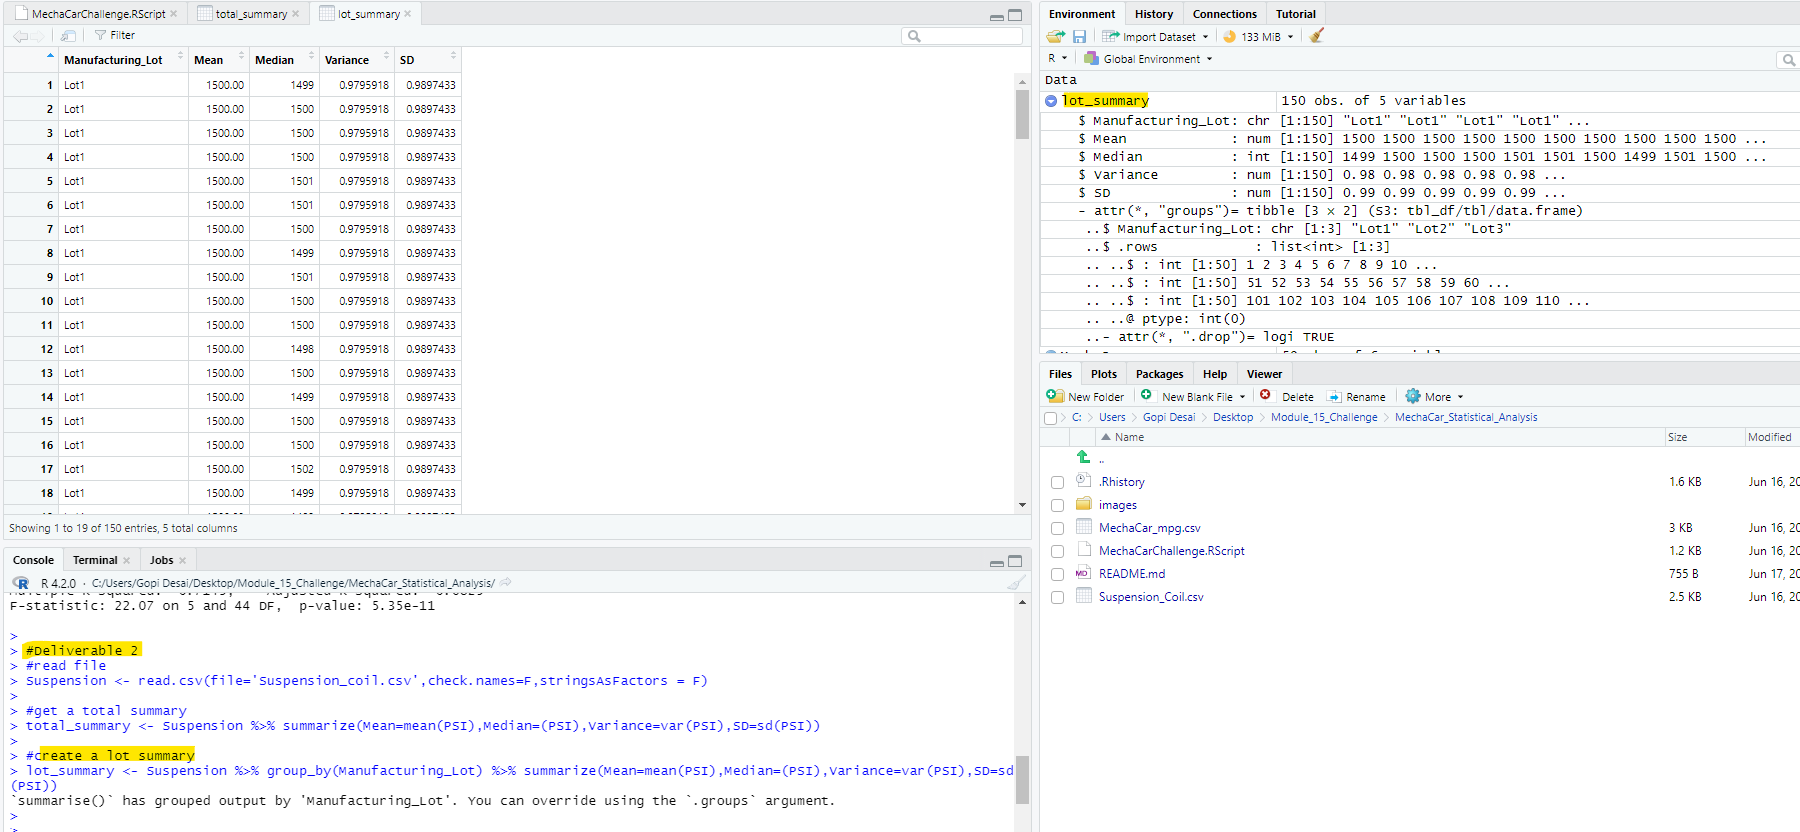 MechaCarChallenge.RScript × total_summary × lot_summary ×
Filter
Manufacturing_Lot Mean Median Variance SD
1 Lot1 1500.00 1499 0.9795918 0.9897433
2 Lot1 1500.00 1500 0.9795918 0.9897433
3 Lot1 1500.00 1500 0.9795918 0.9897433
4 Lot1 1500.00 1500 0.9795918 0.9897433
5 Lot1 1500.00 1501 0.9795918 0.9897433
6 Lot1 1500.00 1501 0.9795918 0.9897433
7 Lot1 1500.00 1500 0.9795918 0.9897433
8 Lot1 1500.00 1499 0.9795918 0.9897433
9 Lot1 1500.00 1501 0.9795918 0.9897433
10 Lot1 1500.00 1500 0.9795918 0.9897433
11 Lot1 1500.00 1500 0.9795918 0.9897433
12 Lot1 1500.00 1498 0.9795918 0.9897433
13 Lot1 1500.00 1500 0.9795918 0.9897433
14 Lot1 1500.00 1499 0.9795918 0.9897433
15 Lot1 1500.00 1500 0.9795918 0.9897433
16 Lot1 1500.00 1500 0.9795918 0.9897433
17 Lot1 1500.00 1502 0.9795918 0.9897433
18 Lot1 1500.00 1499 0.9795918 0.9897433
Showing 1 to 19 of 150 entries, 5 total columns
Console Terminal × Jobs ×
R R 4.2.0 · C:/Users/Gopi Desai/Desktop/Module_15_Challenge/MechaCar_Statistical_Analysis/
F-statistic: 22.07 on 5 and 44 DF,  p-value: 5.35e-11
>
> #Deliverable 2
> #read file
> Suspension <- read.csv(file='Suspension_coil.csv',check.names=F,stringsAsFactors = F)
>
> #get a total summary
> total_summary <- Suspension %>% summarize(Mean=mean(PSI),Median=(PSI),Variance=var(PSI),SD=sd(PSI))
>
> #create a lot summary
> lot_summary <- Suspension %>% group_by(Manufacturing_Lot) %>% summarize(Mean=mean(PSI),Median=(PSI),Variance=var(PSI),SD=sd
(PSI))
`summarise()` has grouped output by 'Manufacturing_Lot'. You can override using the `.groups` argument.
>
Environment History Connections Tutorial
Import Dataset 133 MiB
R Global Environment
Data
lot_summary 150 obs. of 5 variables
$ Manufacturing_Lot: chr [1:150] "Lot1" "Lot1" "Lot1" "Lot1" ...
$ Mean : num [1:150] 1500 1500 1500 1500 1500 1500 1500 1500 1500 1500 ...
$ Median : int [1:150] 1499 1500 1500 1500 1501 1501 1500 1499 1501 1500 ...
$ Variance : num [1:150] 0.98 0.98 0.98 0.98 0.98 ...
$ SD : num [1:150] 0.99 0.99 0.99 0.99 0.99 ...
- attr(*, "groups")= tibble [3 x 2] (S3: tbl_df/tbl/data.frame)
..$ Manufacturing_Lot: chr [1:3] "Lot1" "Lot2" "Lot3"
..$ .rows : list<int> [1:3]
.. ..$ : int [1:50] 1 2 3 4 5 6 7 8 9 10 ...
.. ..$ : int [1:50] 51 52 53 54 55 56 57 58 59 60 ...
.. ..$ : int [1:50] 101 102 103 104 105 106 107 108 109 110 ...
.. ..@ ptype: int(0)
..- attr(*, ".drop")= logi TRUE
Files Plots Packages Help Viewer
New Folder New Blank File Delete Rename More
C: Users Gopi Desai Desktop Module_15_Challenge MechaCar_Statistical_Analysis
Name Size Modified
..
.Rhistory 1.6 KB Jun 16, 20
images
MechaCar_mpg.csv 3 KB Jun 16, 20
MechaCarChallenge.RScript 1.2 KB Jun 16, 20
MD README.md 755 B Jun 17, 20
Suspension_Coil.csv 2.5 KB Jun 16, 20